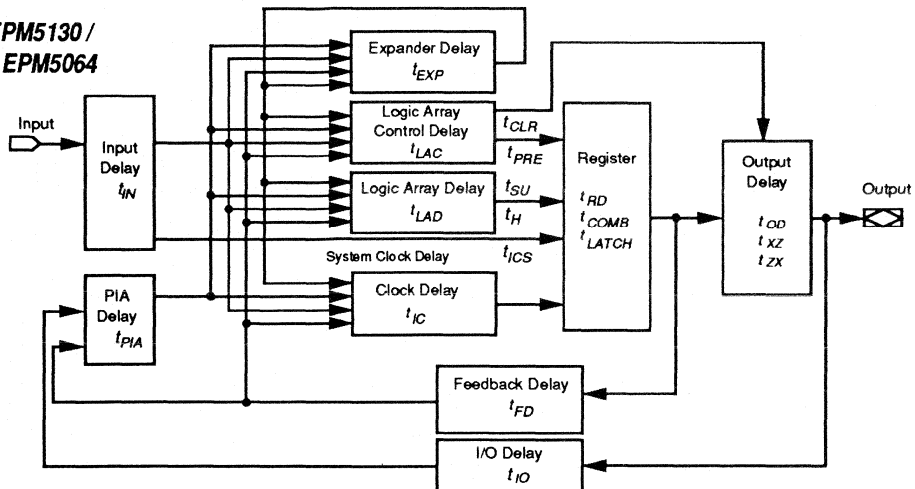 EPM5130 /
EPM5064
Expander Delay
tEXP
Input
Input
Delay
tIN
Logic Array
Control Delay
tLAC
tCLR
tPRE
Register
tRD
tCOMB
tLATCH
Output
Delay
tOD
tXZ
tZX
Output
Logic Array Delay
tLAD
tSU
tH
System Clock Delay
tICS
PIA
Delay
tPIA
Clock Delay
tIC
Feedback Delay
tFD
I/O Delay
tIO